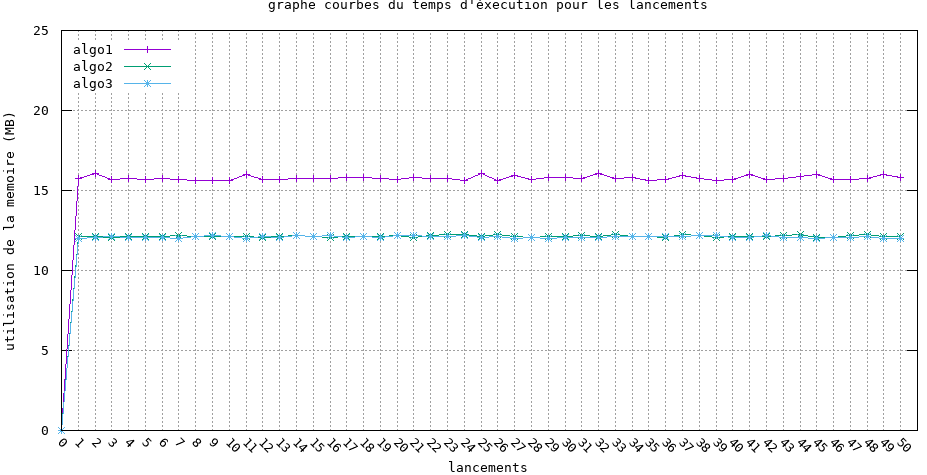 graphe courbes du temps d'éxecution pour les lancements
25
algo1
algo2
algo3
20
15
10
5
0
utilisation de la memoire (MB)
0 1 2 3 4 5 6 7 8 9 10 11 12 13 14 15 16 17 18 19 20 21 22 23 24 25 26 27 28 29 30 31 32 33 34 35 36 37 38 39 40 41 42 43 44 45 46 47 48 49 50
lancements